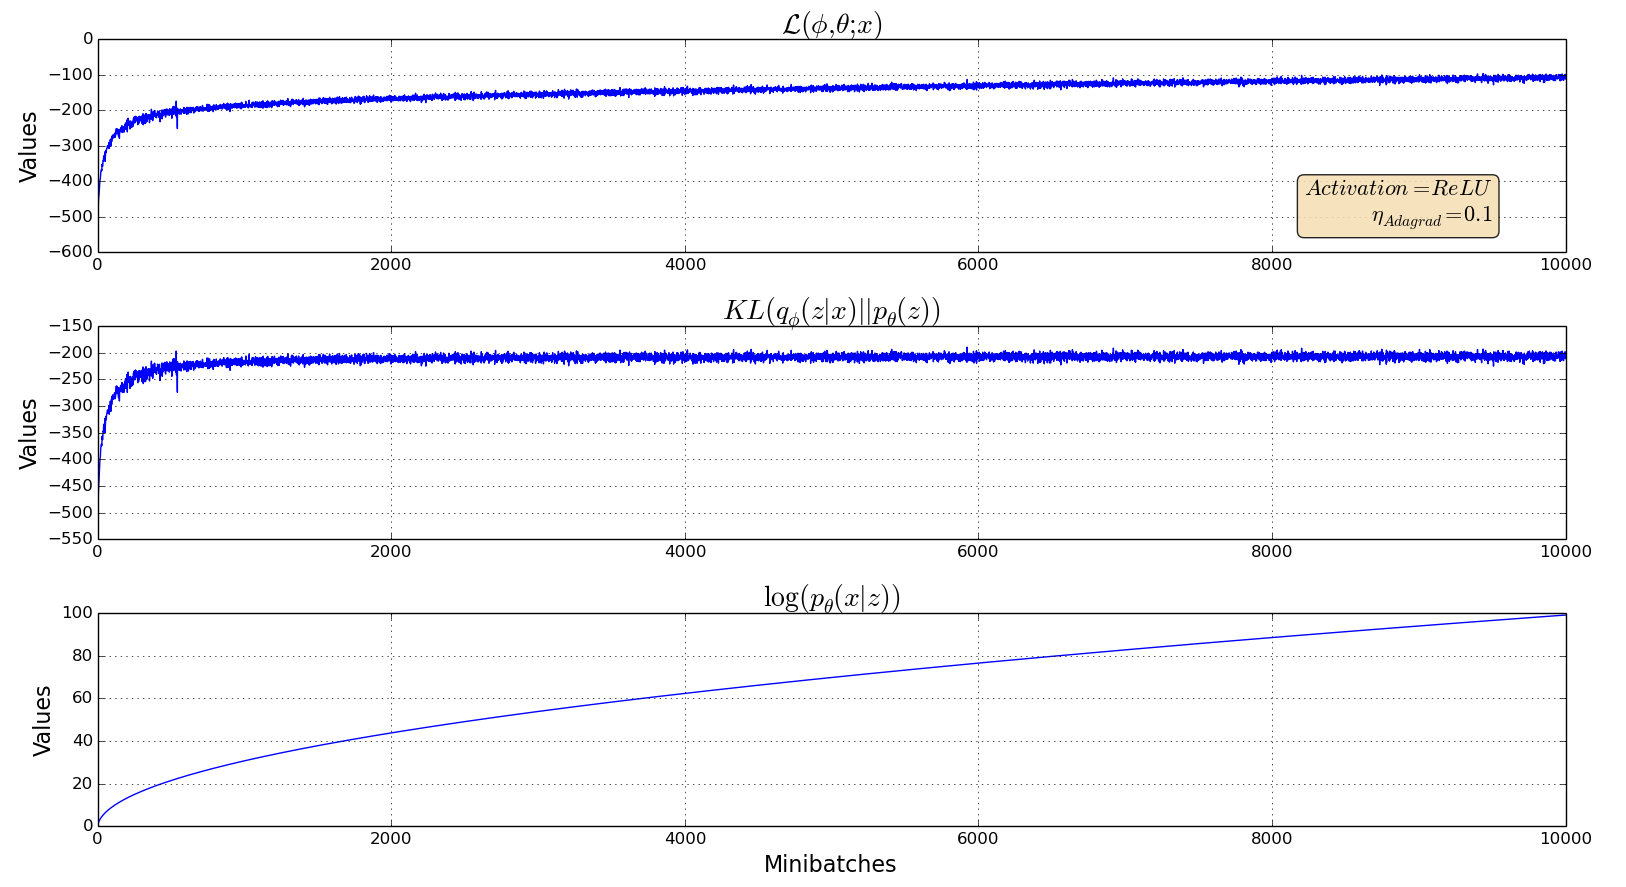 ℒ(ϕ,θ;x)
0
−100
−200
−300
−400
−500
−600
Values
Activation=ReLU
η_Adagrad=0.1
0 2000 4000 6000 8000 10000
KL(q_ϕ(z|x)||p_θ(z))
−150
−200
−250
−300
−350
−400
−450
−500
−550
Values
0 2000 4000 6000 8000 10000
log(p_θ(x|z))
100
80
60
40
20
0
Values
0 2000 4000 6000 8000 10000
Minibatches